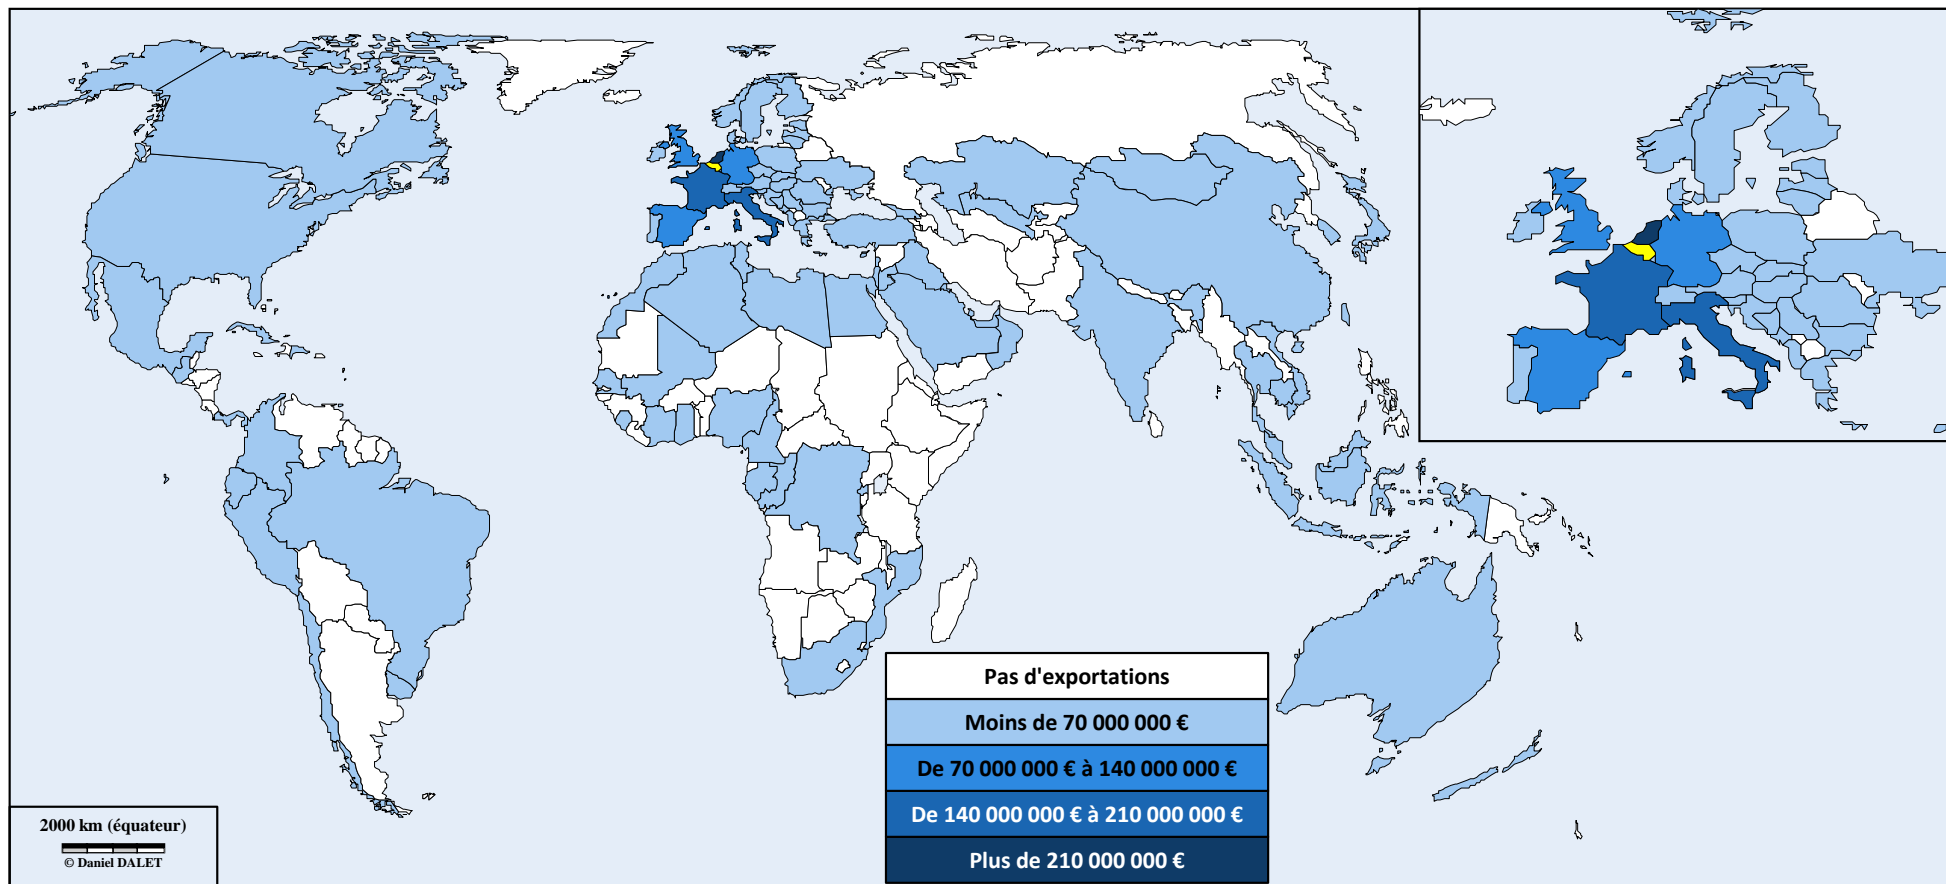 Pas d'exportations
Moins de 70 000 000 €
De 70 000 000 € à 140 000 000 €
De 140 000 000 € à 210 000 000 €
Plus de 210 000 000 €
2000 km (équateur)
© Daniel DALET